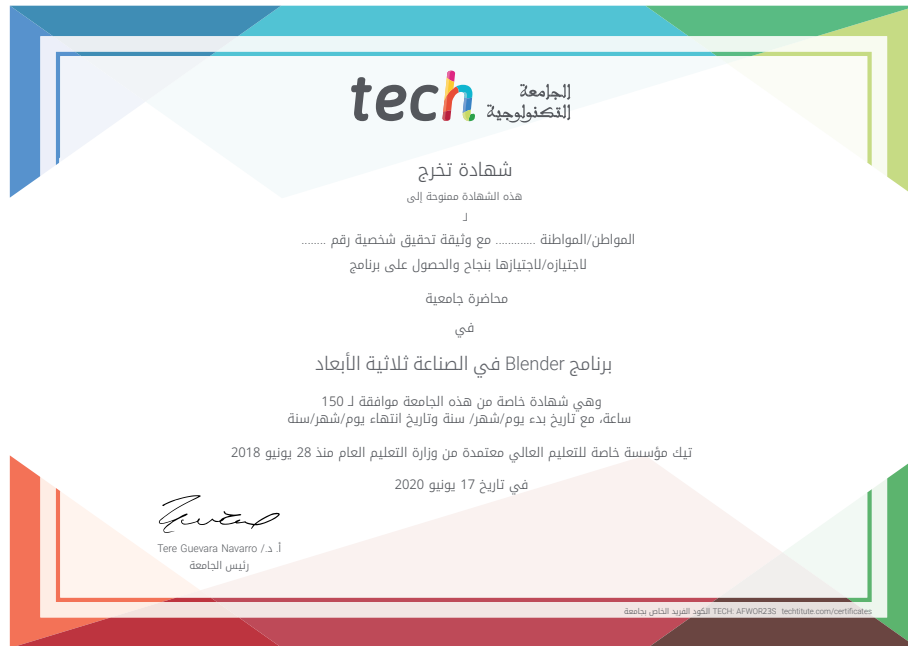 tech الجامعة
التكنولوجية
شهادة تخرج
هذه الشهادة ممنوحة إلى
لـ
المواطن/المواطنة ............ مع وثيقة تحقيق شخصية رقم ........
لاجتيازه/لاجتيازها بنجاح والحصول على برنامج
محاضرة جامعية
في
برنامج Blender في الصناعة ثلاثية الأبعاد
وهي شهادة خاصة من هذه الجامعة موافقة لـ 150
ساعة، مع تاريخ بدء يوم/شهر/ سنة وتاريخ انتهاء يوم/شهر/سنة
تيك مؤسسة خاصة للتعليم العالي معتمدة من وزارة التعليم العام منذ 28 يونيو 2018
في تاريخ 17 يونيو 2020
أ. د./ Tere Guevara Navarro
رئيس الجامعة
الكود الفريد الخاص بجامعة TECH: AFWOR23S techtitute.com/certificates